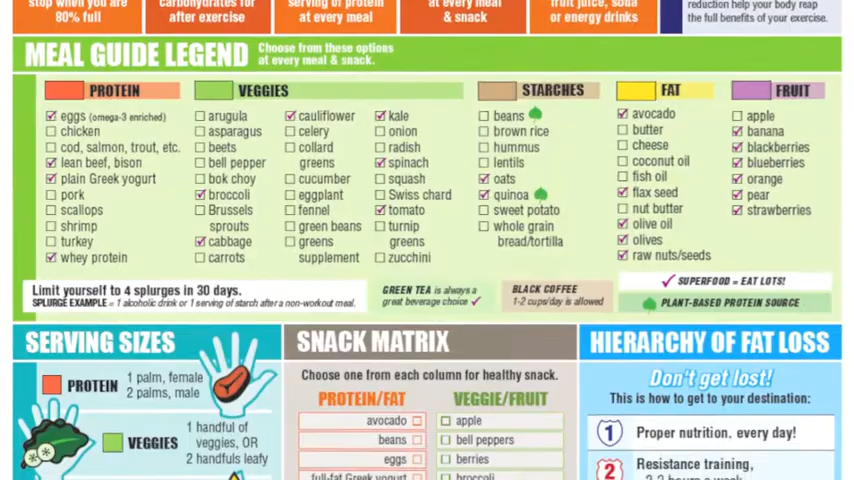 stop when you are
80% full
carbohydrates for
after exercise
serving of protein
at every meal
at every meal
& snack
fruit juice, soda
or energy drinks
reduction help your body reap
the full benefits of your exercise.
MEAL GUIDE LEGEND
Choose from these options
at every meal & snack.
PROTEIN
eggs (omega-3 enriched)
chicken
cod, salmon, trout, etc.
lean beef, bison
plain Greek yogurt
pork
scallops
shrimp
turkey
whey protein
VEGGIES
arugula
asparagus
beets
bell pepper
bok choy
broccoli
Brussels
sprouts
cabbage
carrots
cauliflower
celery
collard
greens
cucumber
eggplant
fennel
green beans
greens
supplement
kale
onion
radish
spinach
squash
Swiss chard
tomato
turnip
greens
zucchini
STARCHES
beans
brown rice
hummus
lentils
oats
quinoa
sweet potato
whole grain
bread/tortilla
FAT
avocado
butter
cheese
coconut oil
fish oil
flax seed
nut butter
olive oil
olives
raw nuts/seeds
FRUIT
apple
banana
blackberries
blueberries
orange
pear
strawberries
Limit yourself to 4 splurges in 30 days.
SPLURGE EXAMPLE = 1 alcoholic drink or 1 serving of starch after a non-workout meal.
GREEN TEA is always a
great beverage choice ✓
BLACK COFFEE
1-2 cups/day is allowed
✓ SUPERFOOD = EAT LOTS!
PLANT-BASED PROTEIN SOURCE
SERVING SIZES
PROTEIN
1 palm, female
2 palms, male
VEGGIES
1 handful of
veggies, OR
2 handfuls leafy
SNACK MATRIX
Choose one from each column for healthy snack.
PROTEIN/FAT
avocado
beans
eggs
full-fat Greek yogurt
VEGGIE/FRUIT
apple
bell peppers
berries
broccoli
HIERARCHY OF FAT LOSS
Don't get lost!
This is how to get to your destination:
1 Proper nutrition, every day!
2 Resistance training,